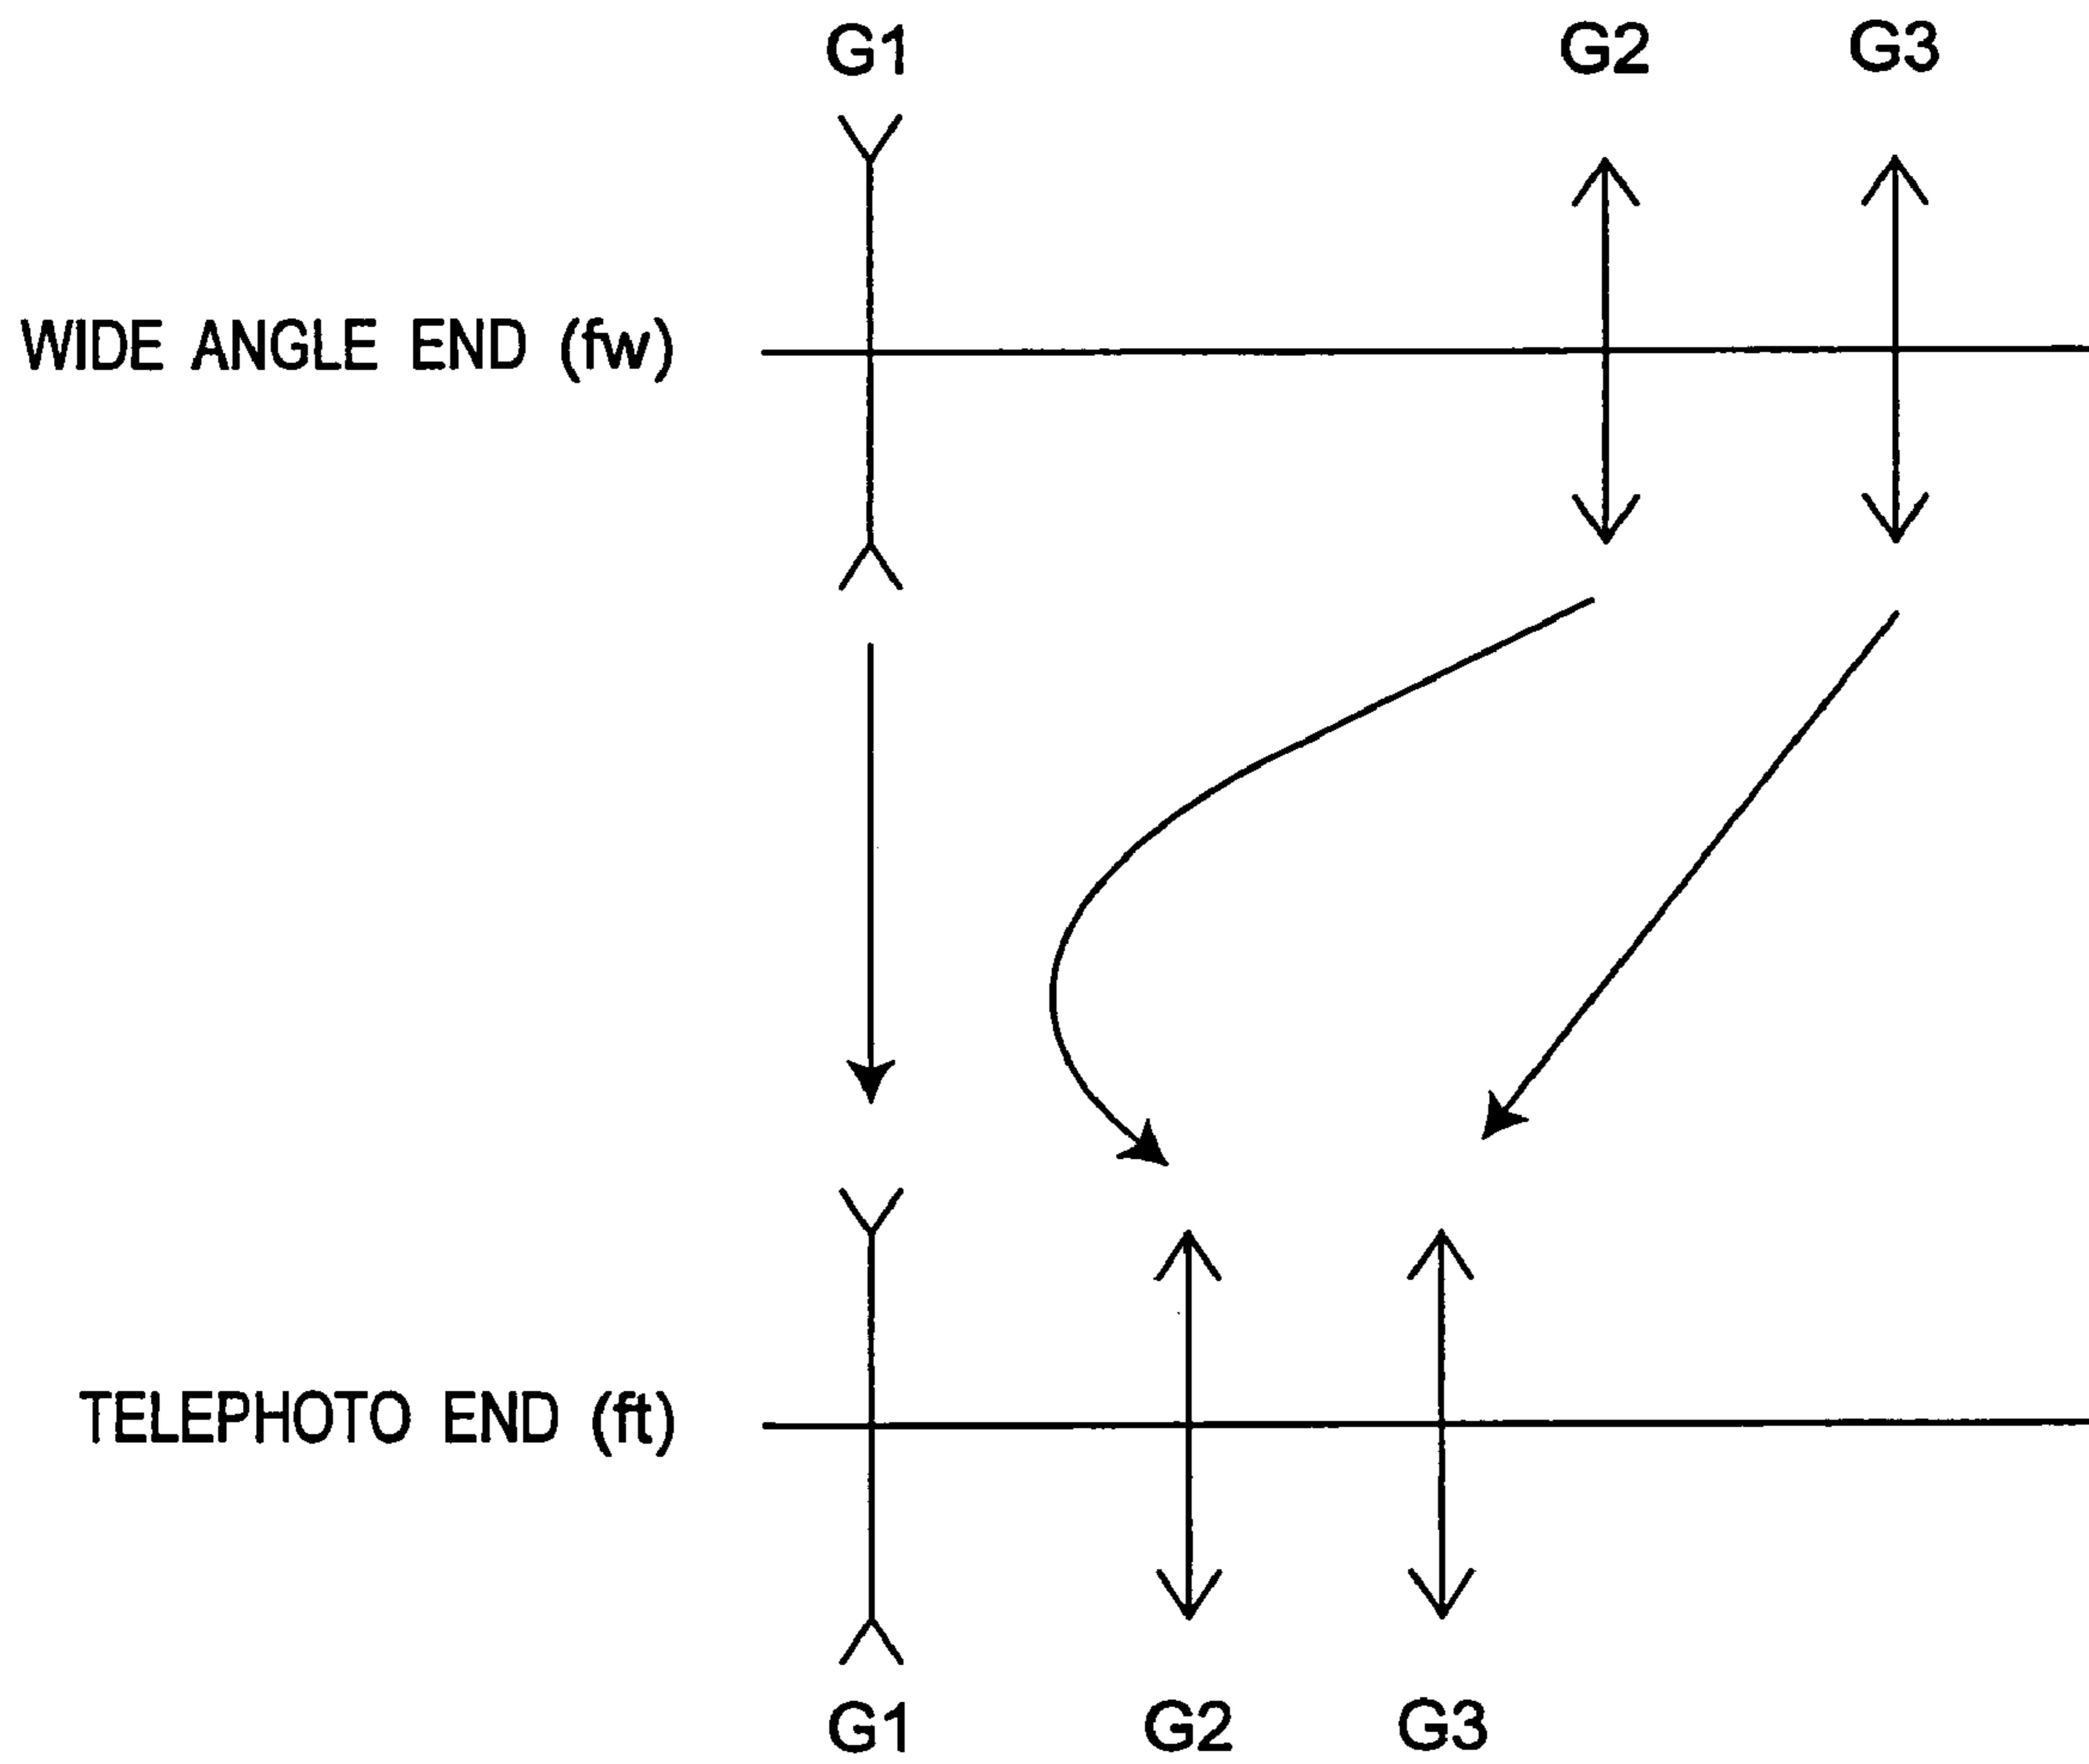 G1 G2 G3
WIDE ANGLE END (fw)
TELEPHOTO END (ft)
G1 G2 G3